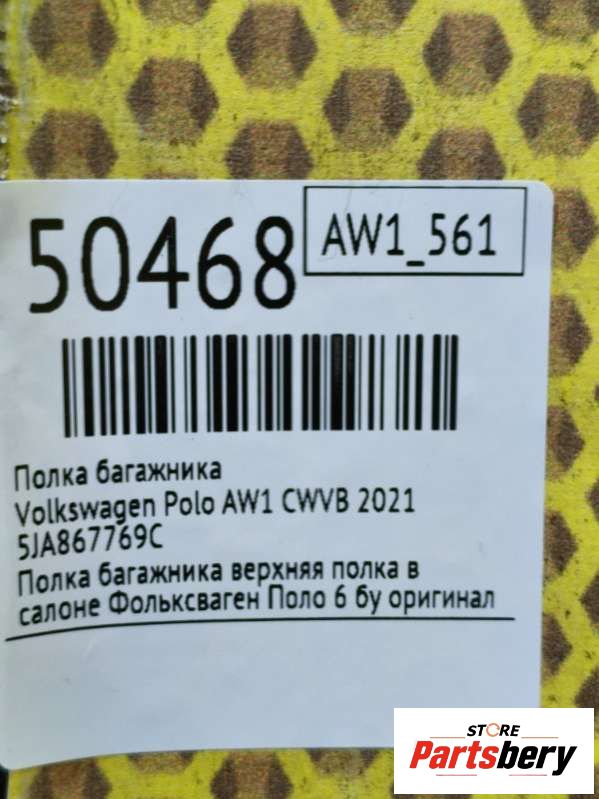 50468
AW1_561
Полка багажника
Volkswagen Polo AW1 CWVB 2021
5JA867769C
Полка багажника верхняя полка в
салоне Фольксваген Поло 6 бу оригинал
STORE
Partsbery